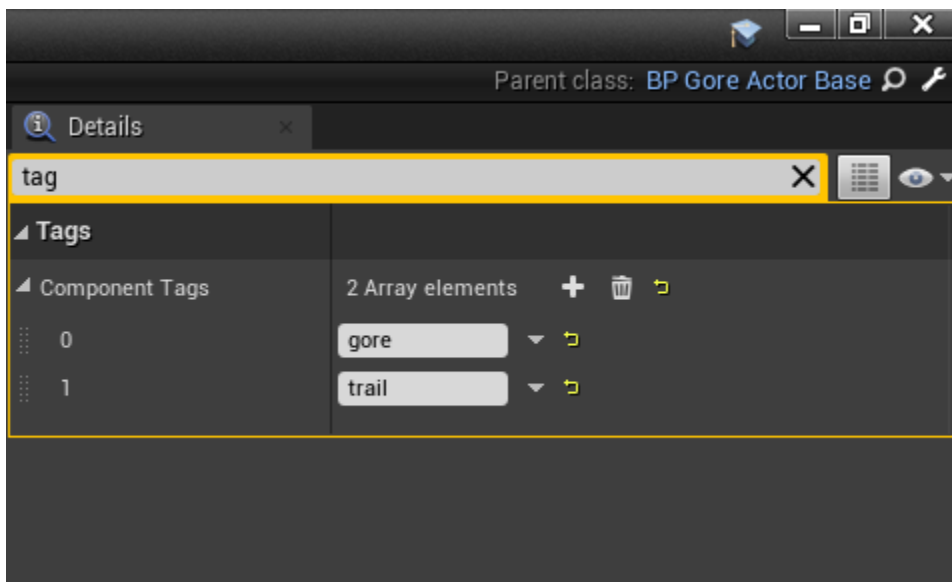 Parent class: BP Gore Actor Base
Details
tag
Tags
Component Tags 2 Array elements
0 gore
1 trail